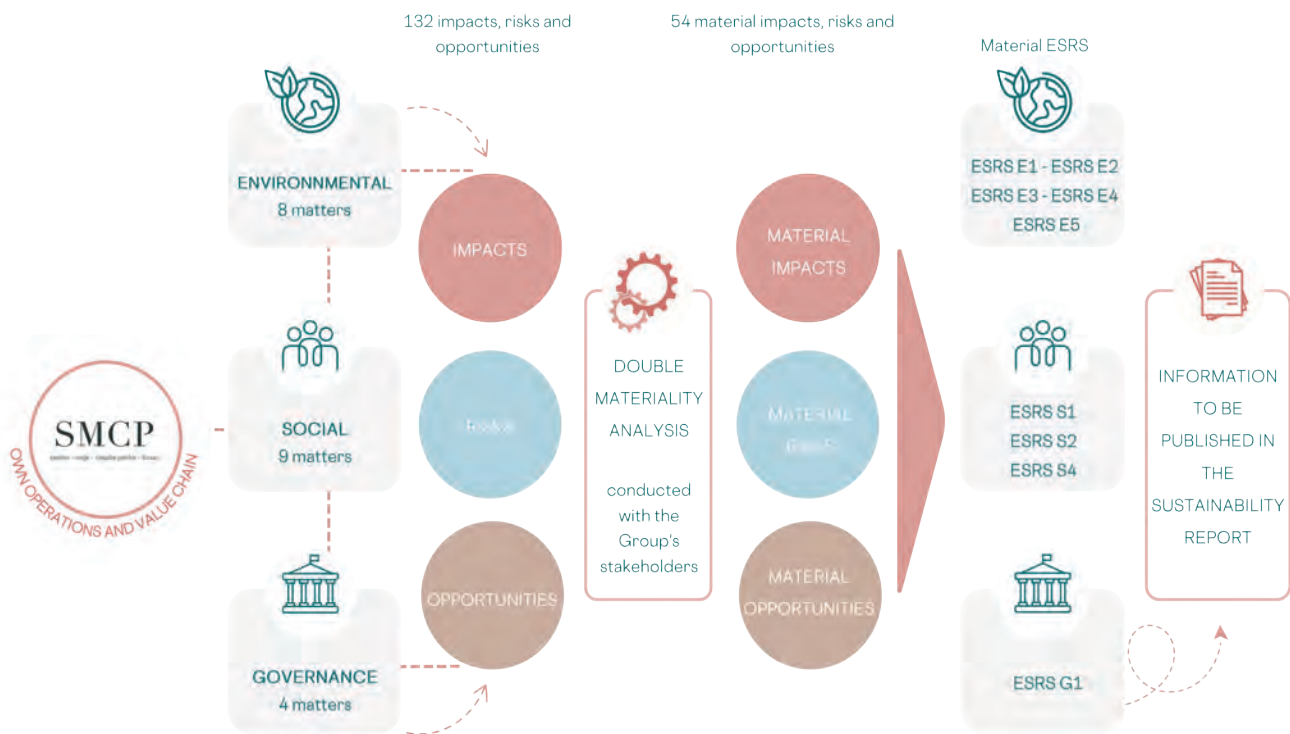 132 impacts, risks and
opportunities
54 material impacts, risks and
opportunities
Material ESRS
ENVIRONNMENTAL
8 matters
SOCIAL
9 matters
GOVERNANCE
4 matters
SMCP
OWN OPERATIONS AND VALUE CHAIN
IMPACTS
OPPORTUNITIES
DOUBLE
MATERIALITY
ANALYSIS
conducted
with the
Group's
stakeholders
MATERIAL
IMPACTS
MATERIAL
MATERIAL
OPPORTUNITIES
ESRS E1 - ESRS E2
ESRS E3 - ESRS E4
ESRS E5
ESRS S1
ESRS S2
ESRS S4
ESRS G1
INFORMATION
TO BE
PUBLISHED IN
THE
SUSTAINABILITY
REPORT